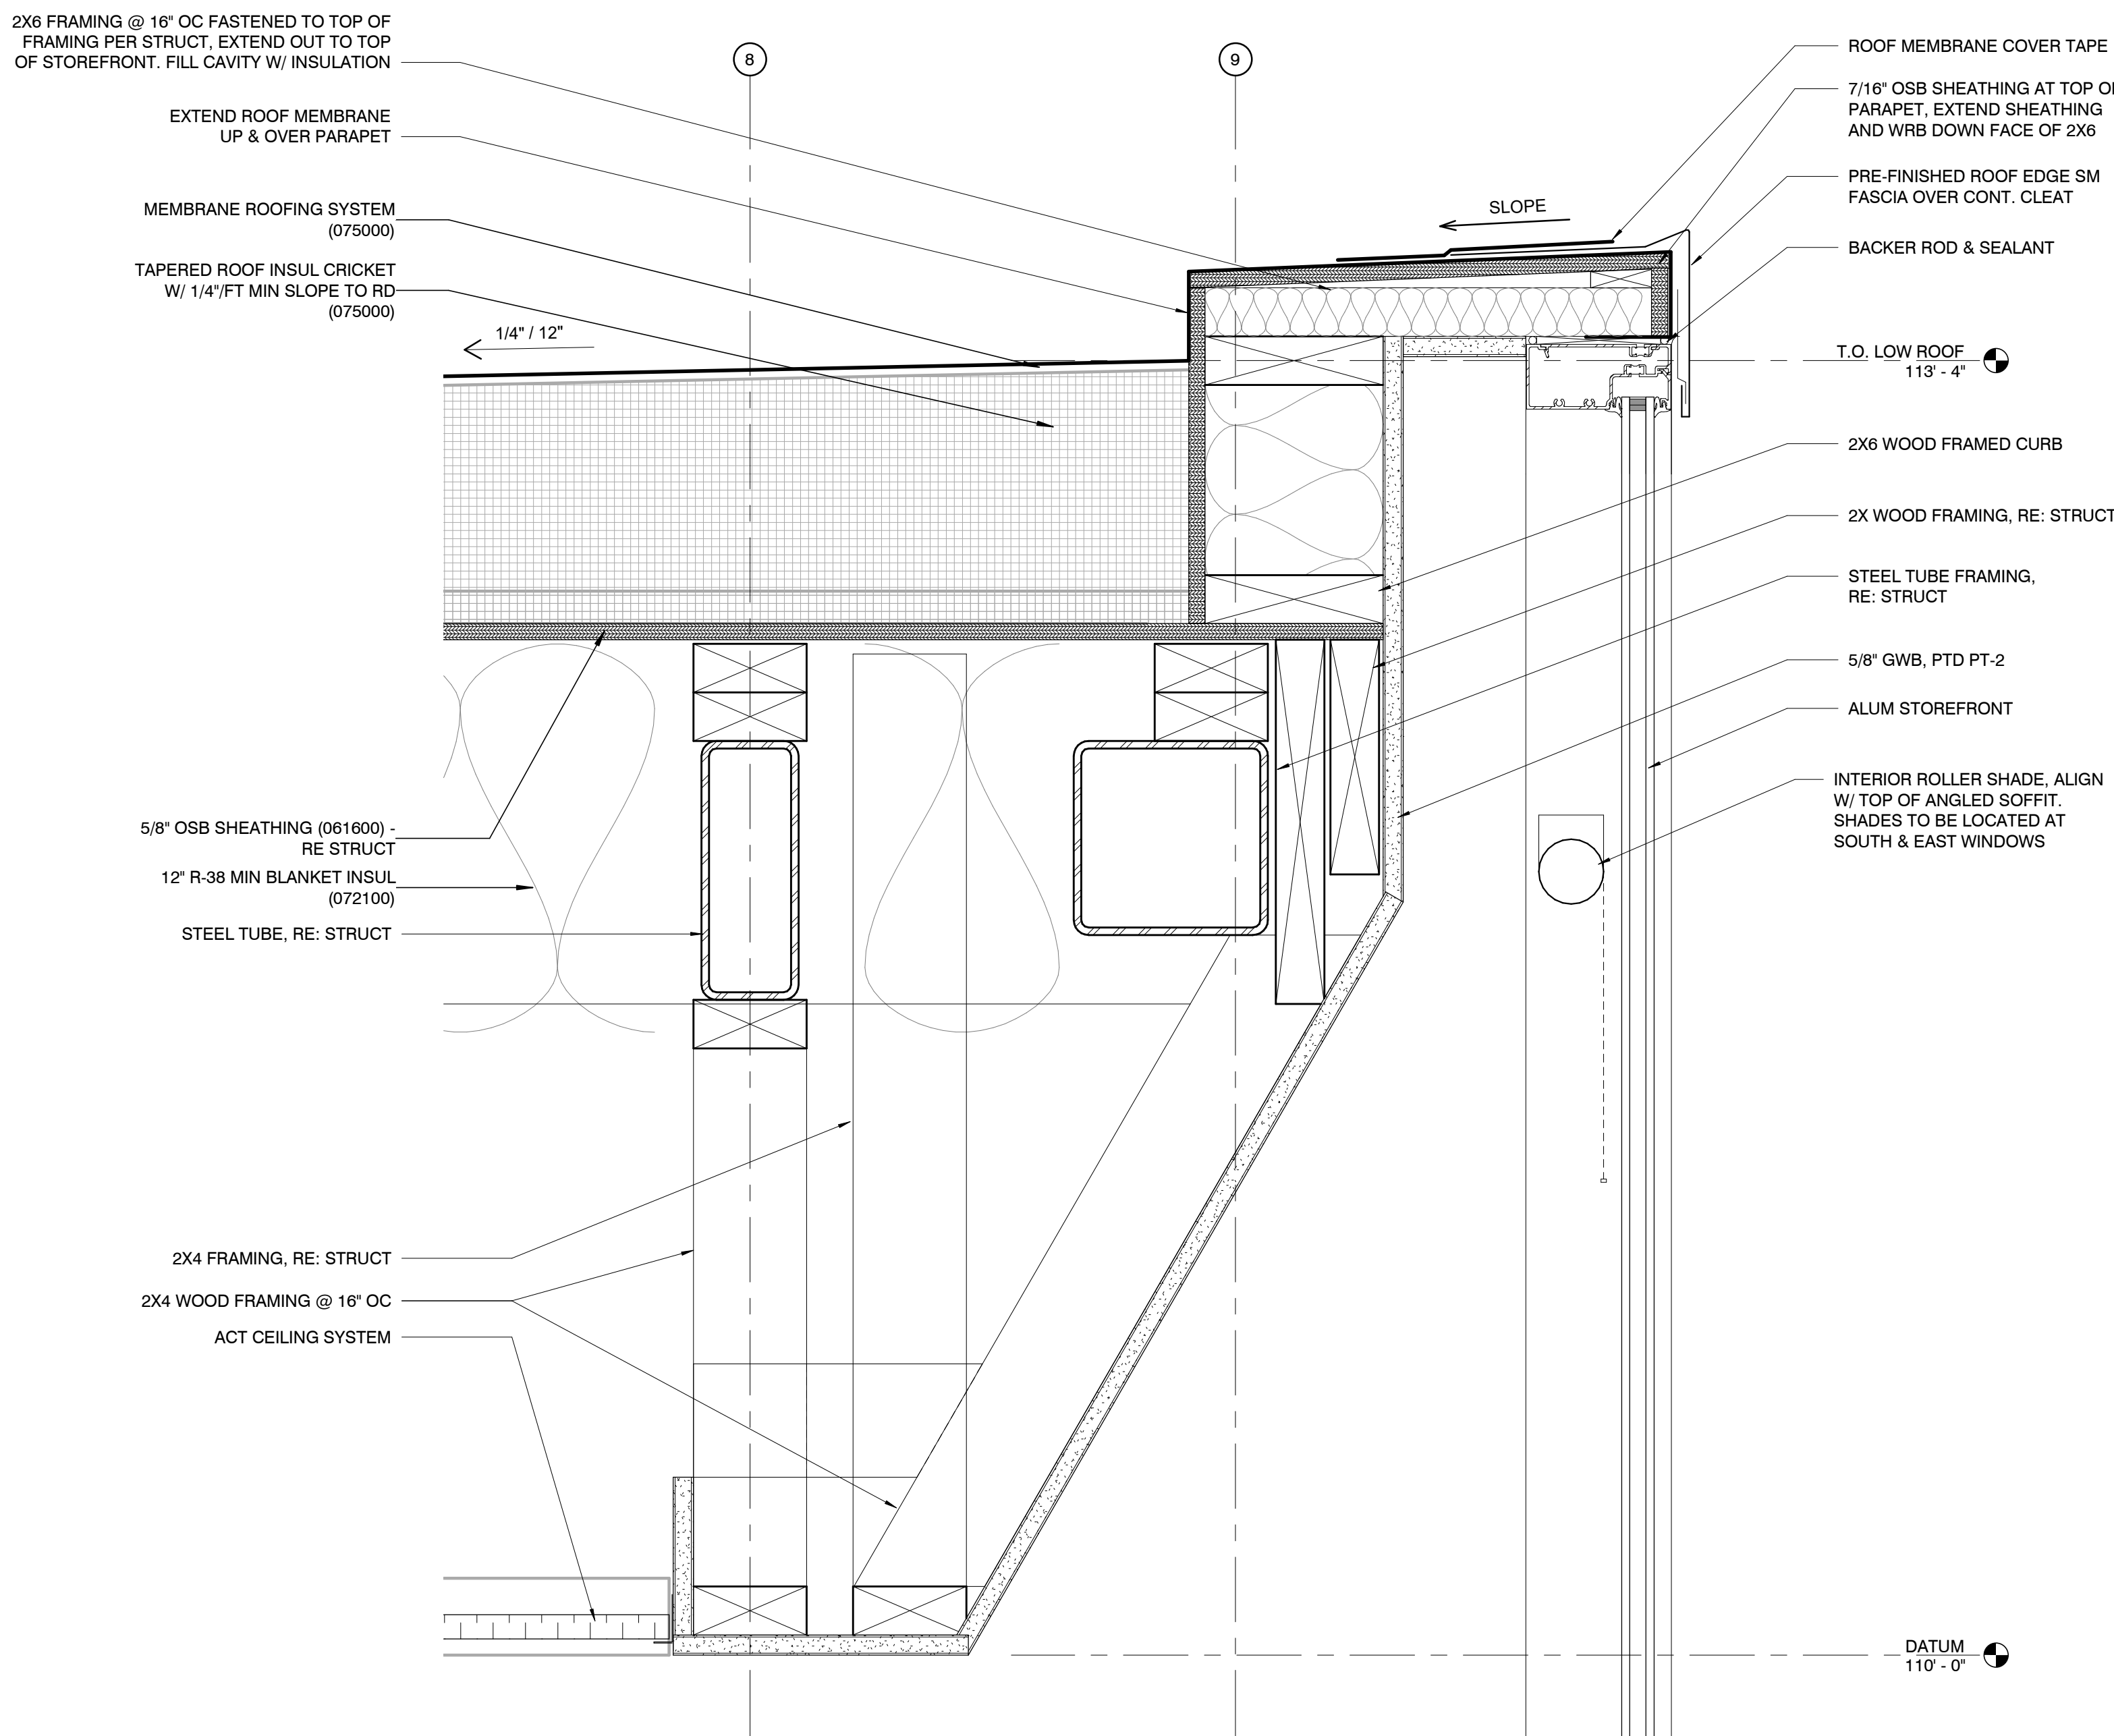 2X6 FRAMING @ 16" OC FASTENED TO TOP OF
FRAMING PER STRUCT, EXTEND OUT TO TOP
OF STOREFRONT. FILL CAVITY W/ INSULATION
EXTEND ROOF MEMBRANE
UP & OVER PARAPET
MEMBRANE ROOFING SYSTEM
(075000)
TAPERED ROOF INSUL CRICKET
W/ 1/4"/FT MIN SLOPE TO RD
(075000)
1/4" / 12"
5/8" OSB SHEATHING (061600) -
RE STRUCT
12" R-38 MIN BLANKET INSUL
(072100)
STEEL TUBE, RE: STRUCT
2X4 FRAMING, RE: STRUCT
2X4 WOOD FRAMING @ 16" OC
ACT CEILING SYSTEM
8
9
SLOPE
ROOF MEMBRANE COVER TAPE
7/16" OSB SHEATHING AT TOP OF
PARAPET, EXTEND SHEATHING
AND WRB DOWN FACE OF 2X6
PRE-FINISHED ROOF EDGE SM
FASCIA OVER CONT. CLEAT
BACKER ROD & SEALANT
T.O. LOW ROOF
113' - 4"
2X6 WOOD FRAMED CURB
2X WOOD FRAMING, RE: STRUCT
STEEL TUBE FRAMING,
RE: STRUCT
5/8" GWB, PTD PT-2
ALUM STOREFRONT
INTERIOR ROLLER SHADE, ALIGN
W/ TOP OF ANGLED SOFFIT.
SHADES TO BE LOCATED AT
SOUTH & EAST WINDOWS
DATUM
110' - 0"